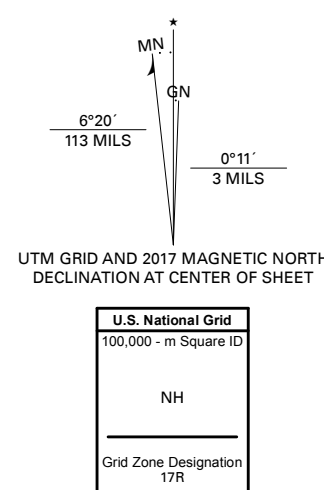 ★
MN
GN
6°20´
113 MILS
0°11´
3 MILS
UTM GRID AND 2017 MAGNETIC NORTH
DECLINATION AT CENTER OF SHEET
U.S. National Grid
100,000 - m Square ID
NH
Grid Zone Designation
17R